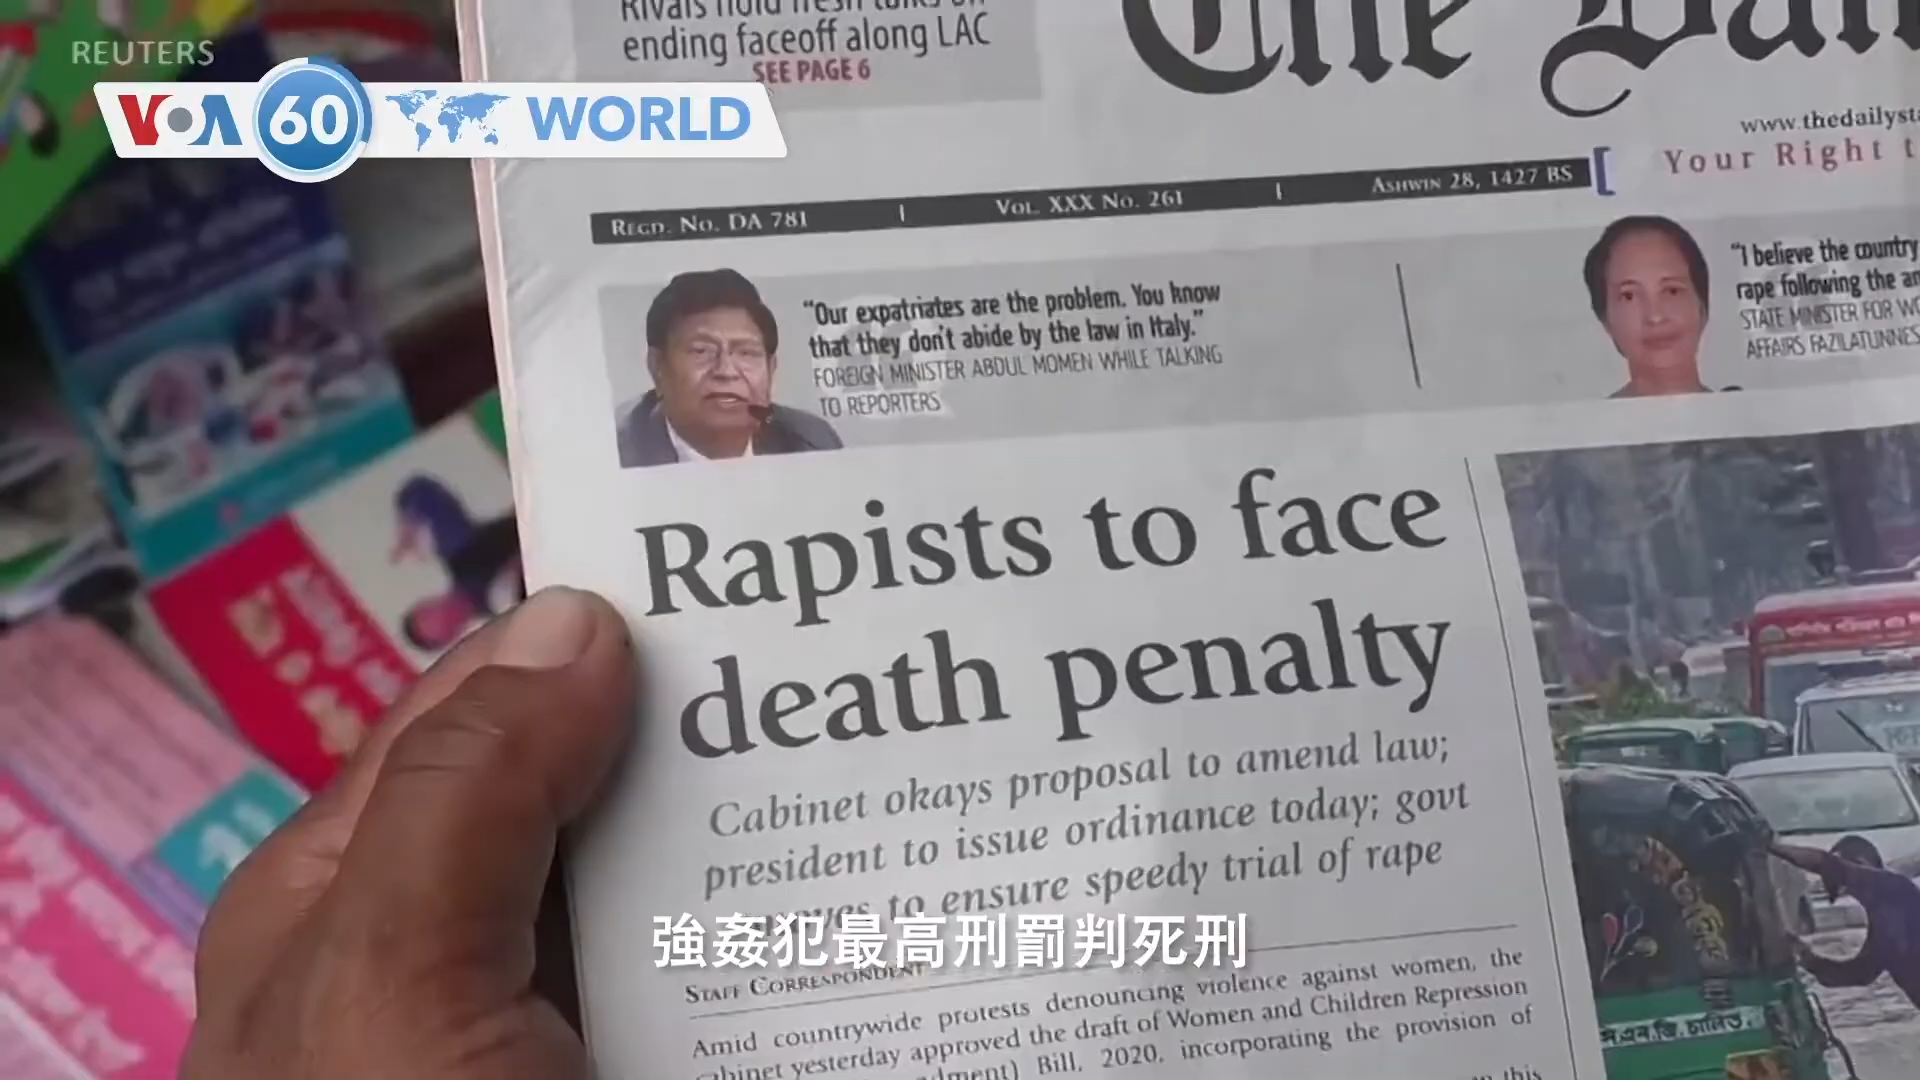 REUTERS
VOA 60 WORLD
ending faceoff along LAC
SEE PAGE 6
The Dail
www.thedailysta
Your Right t
REGD. NO. DA 781 | VOL. XXX No. 261 | ASHWIN 28, 1427 BS
“Our expatriates are the problem. You know
that they don't abide by the law in Italy.”
FOREIGN MINISTER ABDUL MOMEN WHILE TALKING
TO REPORTERS
“I believe the country
rape following the
STATE MINISTER FOR
AFFAIRS FAZILATUNNES
Rapists to face
death penalty
Cabinet okays proposal to amend law;
president to issue ordinance today; govt
moves to ensure speedy trial of rape
強姦犯最高刑罰判死刑
STAFF CORRESPONDENT
Amid countrywide protests denouncing violence against women, the
cabinet yesterday approved the draft of Women and Children Repression
Bill, 2020, incorporating the provision of
this